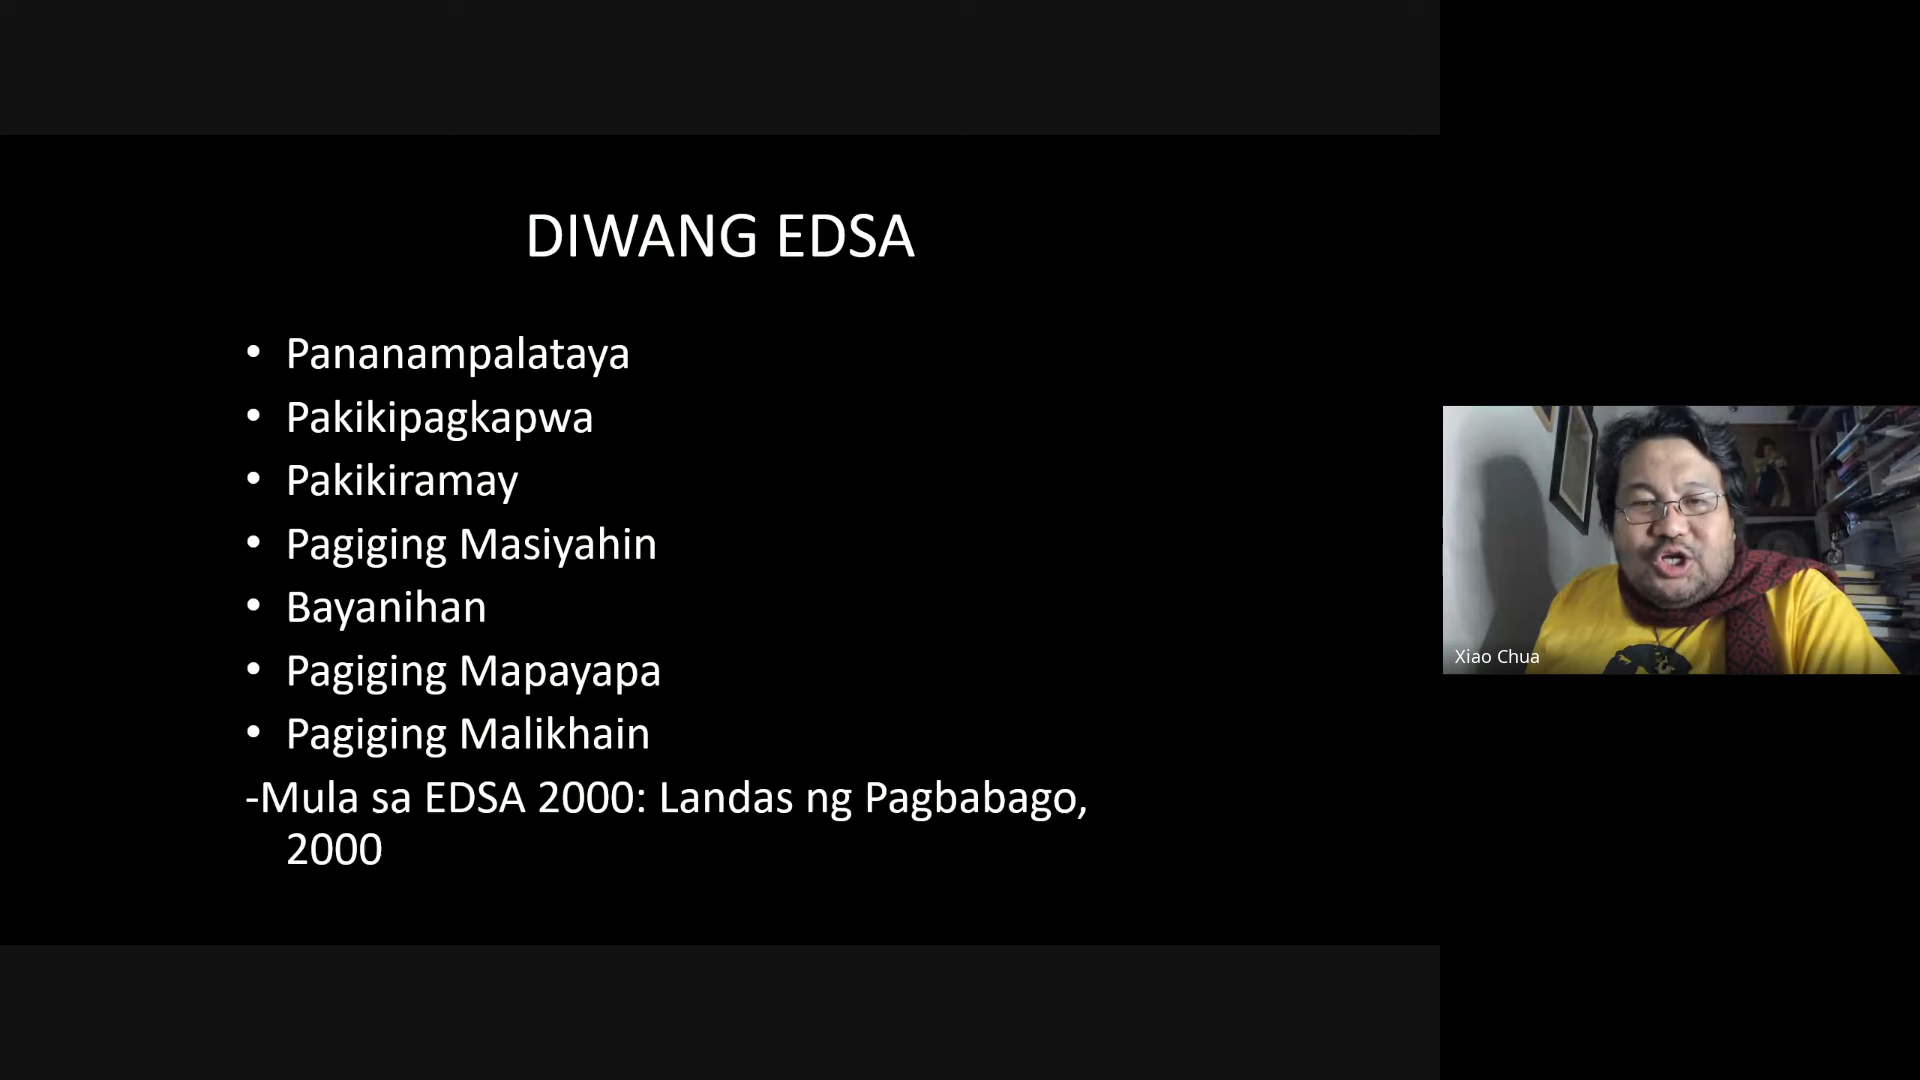 DIWANG EDSA
• Pananampalataya
• Pakikipagkapwa
• Pakikiramay
• Pagiging Masiyahin
• Bayanihan
• Pagiging Mapayapa
• Pagiging Malikhain
-Mula sa EDSA 2000: Landas ng Pagbabago,
2000
Xiao Chua